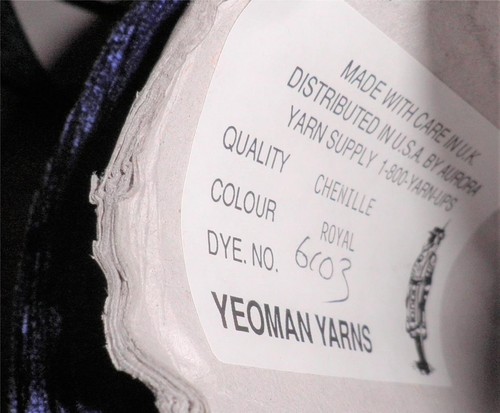 MADE WITH CARE IN U.K.
DISTRIBUTED IN U.S.A. BY AURORA
YARN SUPPLY 1-800-YARN-UPS
QUALITY CHENILLE
COLOUR ROYAL
DYE. NO. 6003
YEOMAN YARNS